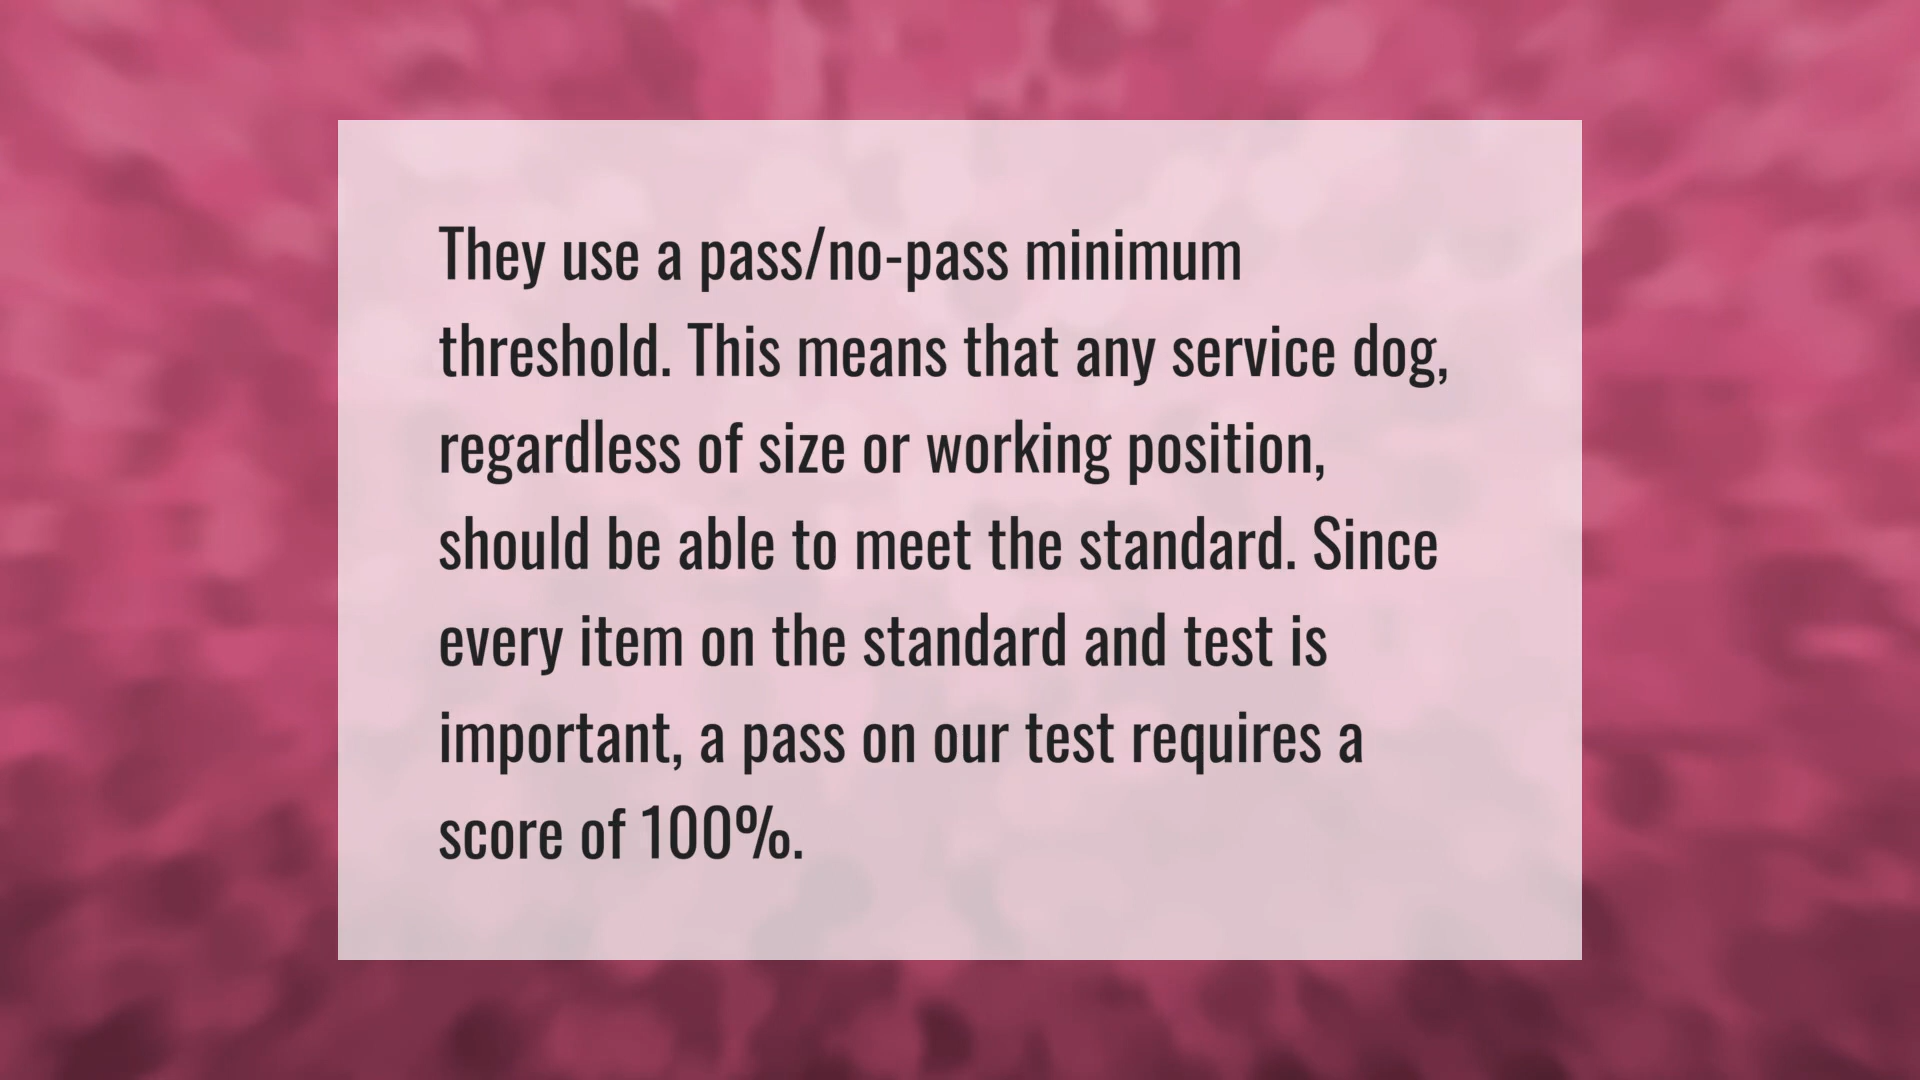 They use a pass/no-pass minimum
threshold. This means that any service dog,
regardless of size or working position,
should be able to meet the standard. Since
every item on the standard and test is
important, a pass on our test requires a
score of 100%.